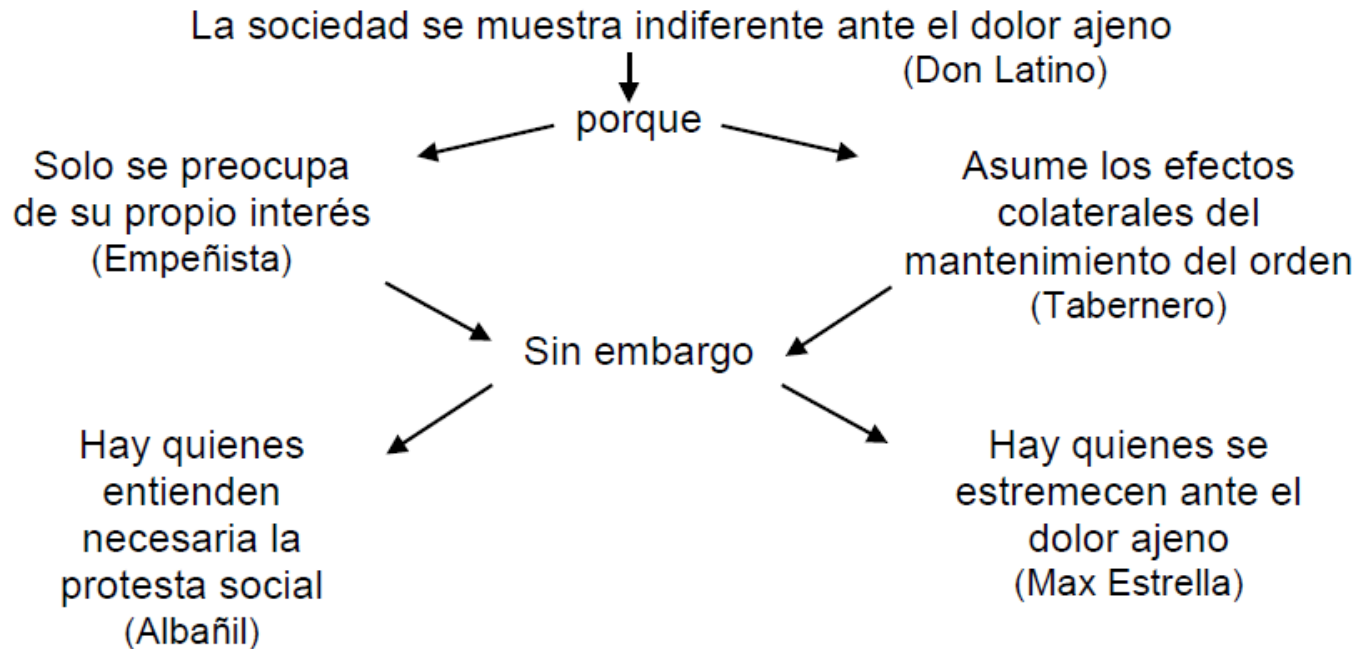 La sociedad se muestra indiferente ante el dolor ajeno
(Don Latino)
porque
Solo se preocupa
de su propio interés
(Empeñista)
Asume los efectos
colaterales del
mantenimiento del orden
(Tabernero)
Sin embargo
Hay quienes
entienden
necesaria la
protesta social
(Albañil)
Hay quienes se
estremecen ante el
dolor ajeno
(Max Estrella)